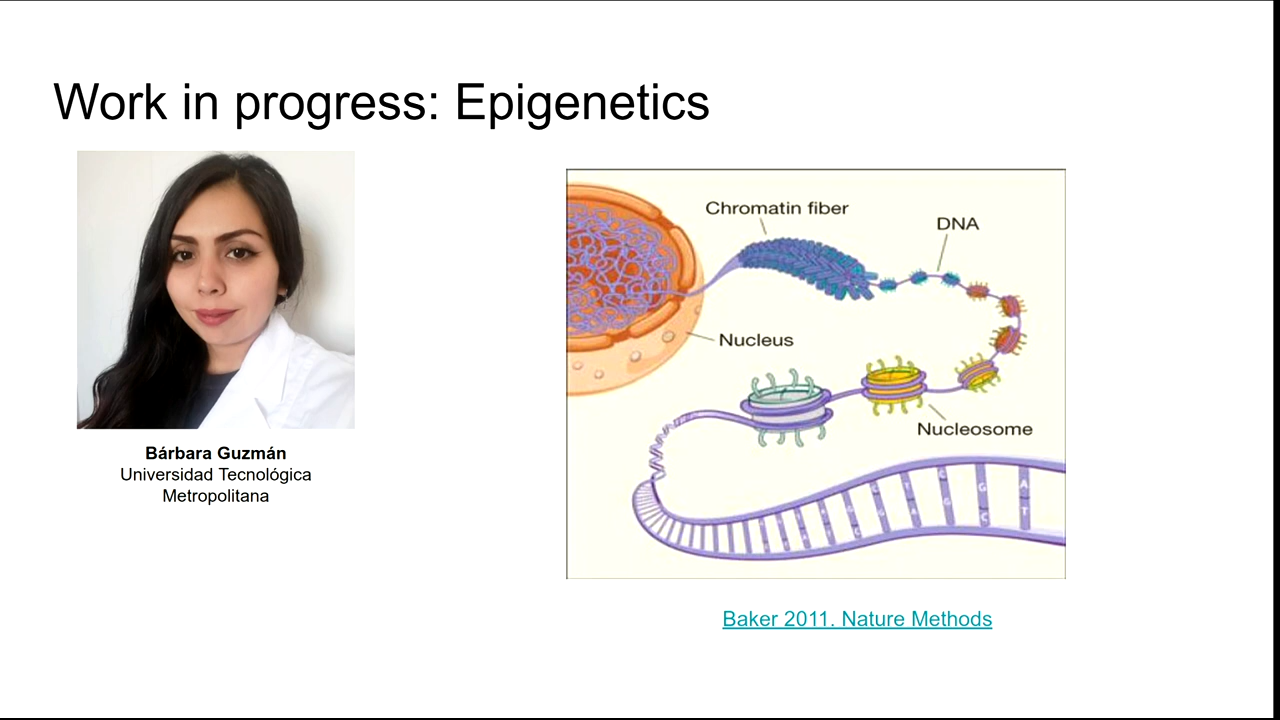 Work in progress: Epigenetics
Bárbara Guzmán
Universidad Tecnológica
Metropolitana
Chromatin fiber
DNA
Nucleus
Nucleosome
C
G
G
C
A
T
Baker 2011. Nature Methods